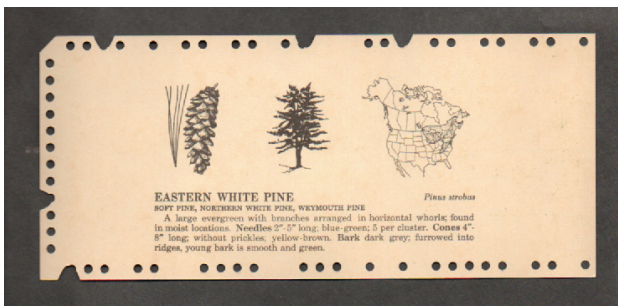 EASTERN WHITE PINE Pinus strobus
SOFT PINE, NORTHERN WHITE PINE, WEYMOUTH PINE
A large evergreen with branches arranged in horizontal whorls; found
in moist locations. Needles 2"-5" long; blue-green; 5 per cluster. Cones 4"-
8" long; without prickles; yellow-brown. Bark dark grey; furrowed into
ridges, young bark is smooth and green.